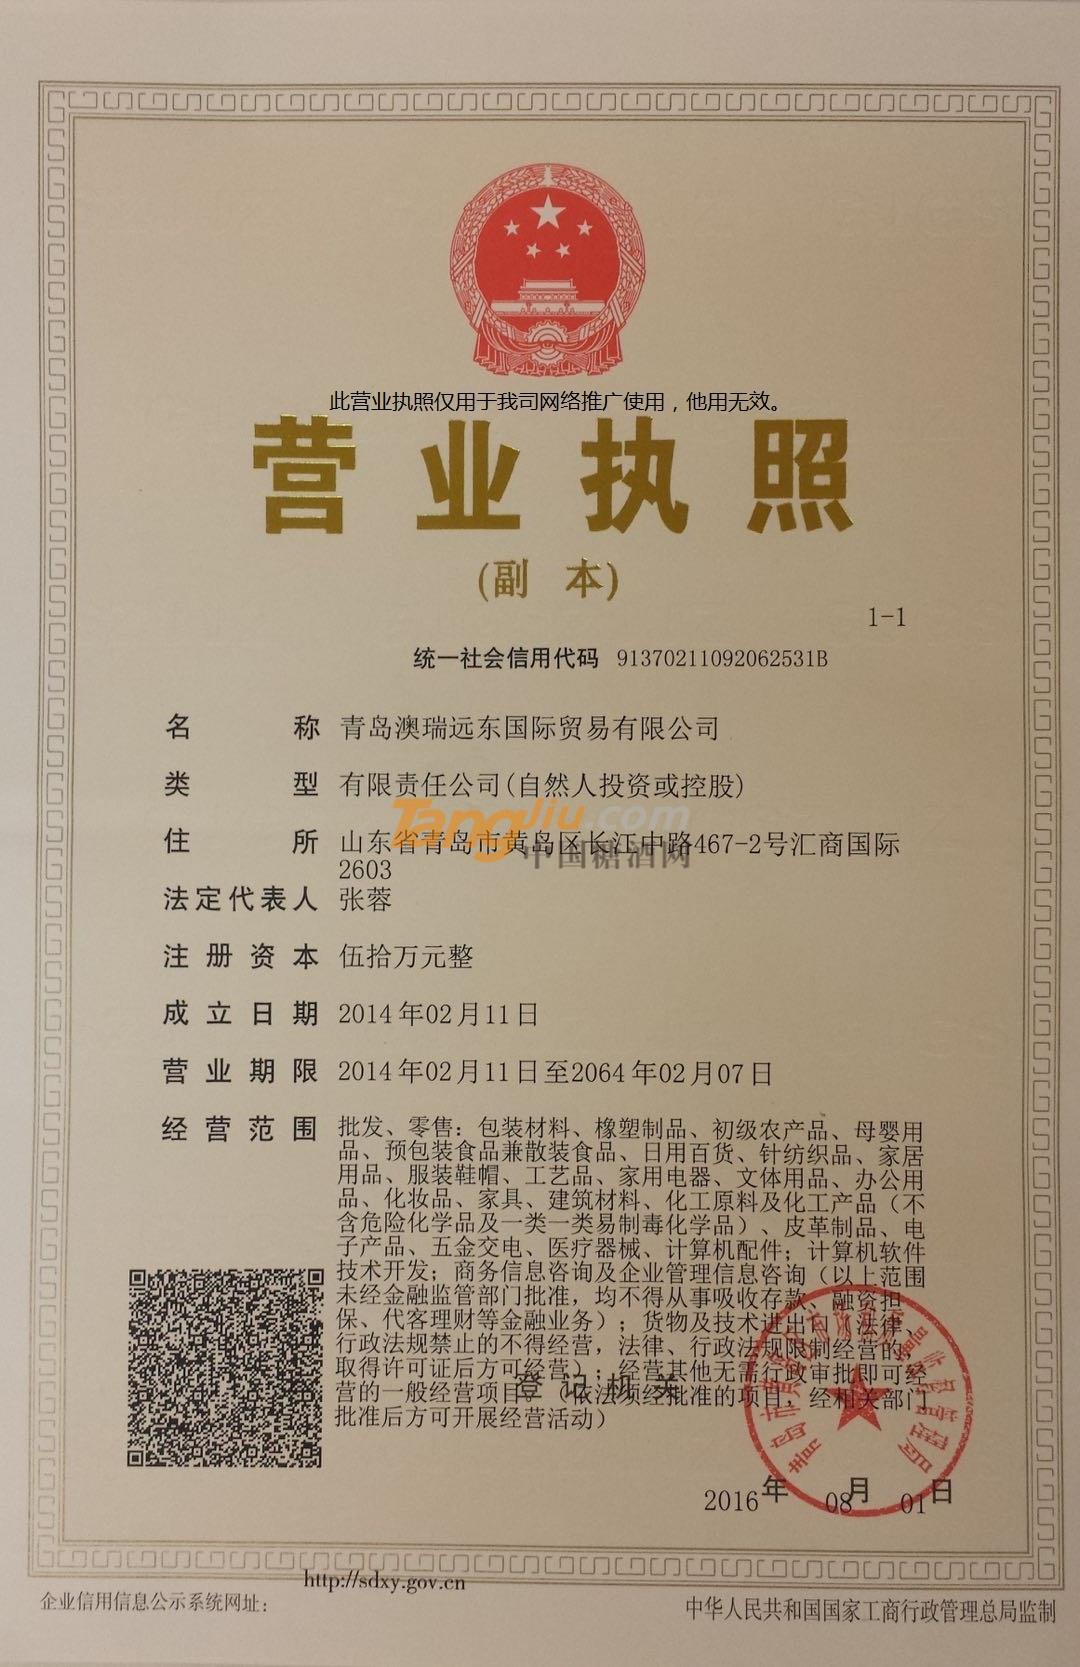 此营业执照仅用于我司网络推广使用，他用无效。
营业执照
(副 本)
1-1
统一社会信用代码 91370211092062531B
名称 青岛澳瑞远东国际贸易有限公司
类型 有限责任公司(自然人投资或控股)
TangJiu.com
住所 山东省青岛市黄岛区长江中路467-2号汇商国际
中国糖酒网
2603
法定代表人 张蓉
注册资本 伍拾万元整
成立日期 2014年02月11日
营业期限 2014年02月11日至2064年02月07日
经营范围 批发、零售：包装材料、橡塑制品、初级农产品、母婴用
品、预包装食品兼散装食品、日用百货、针纺织品、家居
用品、服装鞋帽、工艺品、家用电器、文体用品、办公用
品、化妆品、家具、建筑材料、化工原料及化工产品（不
含危险化学品及一类一类易制毒化学品）、皮革制品、电
子产品、五金交电、医疗器械、计算机配件；计算机软件
技术开发；商务信息咨询及企业管理信息咨询（以上范围
未经金融监管部门批准，均不得从事吸收存款、融资担
保、代客理财等金融业务）；货物及技术进出口（法律、
行政法规禁止的不得经营，法律、行政法规限制经营的，
取得许可证后方可经营）；经营其他无需行政审批即可经
营的一般经营项目。（依法须经批准的项目，经相关部门
批准后方可开展经营活动）
登记机关
2016年08月01日
http://sdxy.gov.cn
企业信用信息公示系统网址：
中华人民共和国国家工商行政管理总局监制